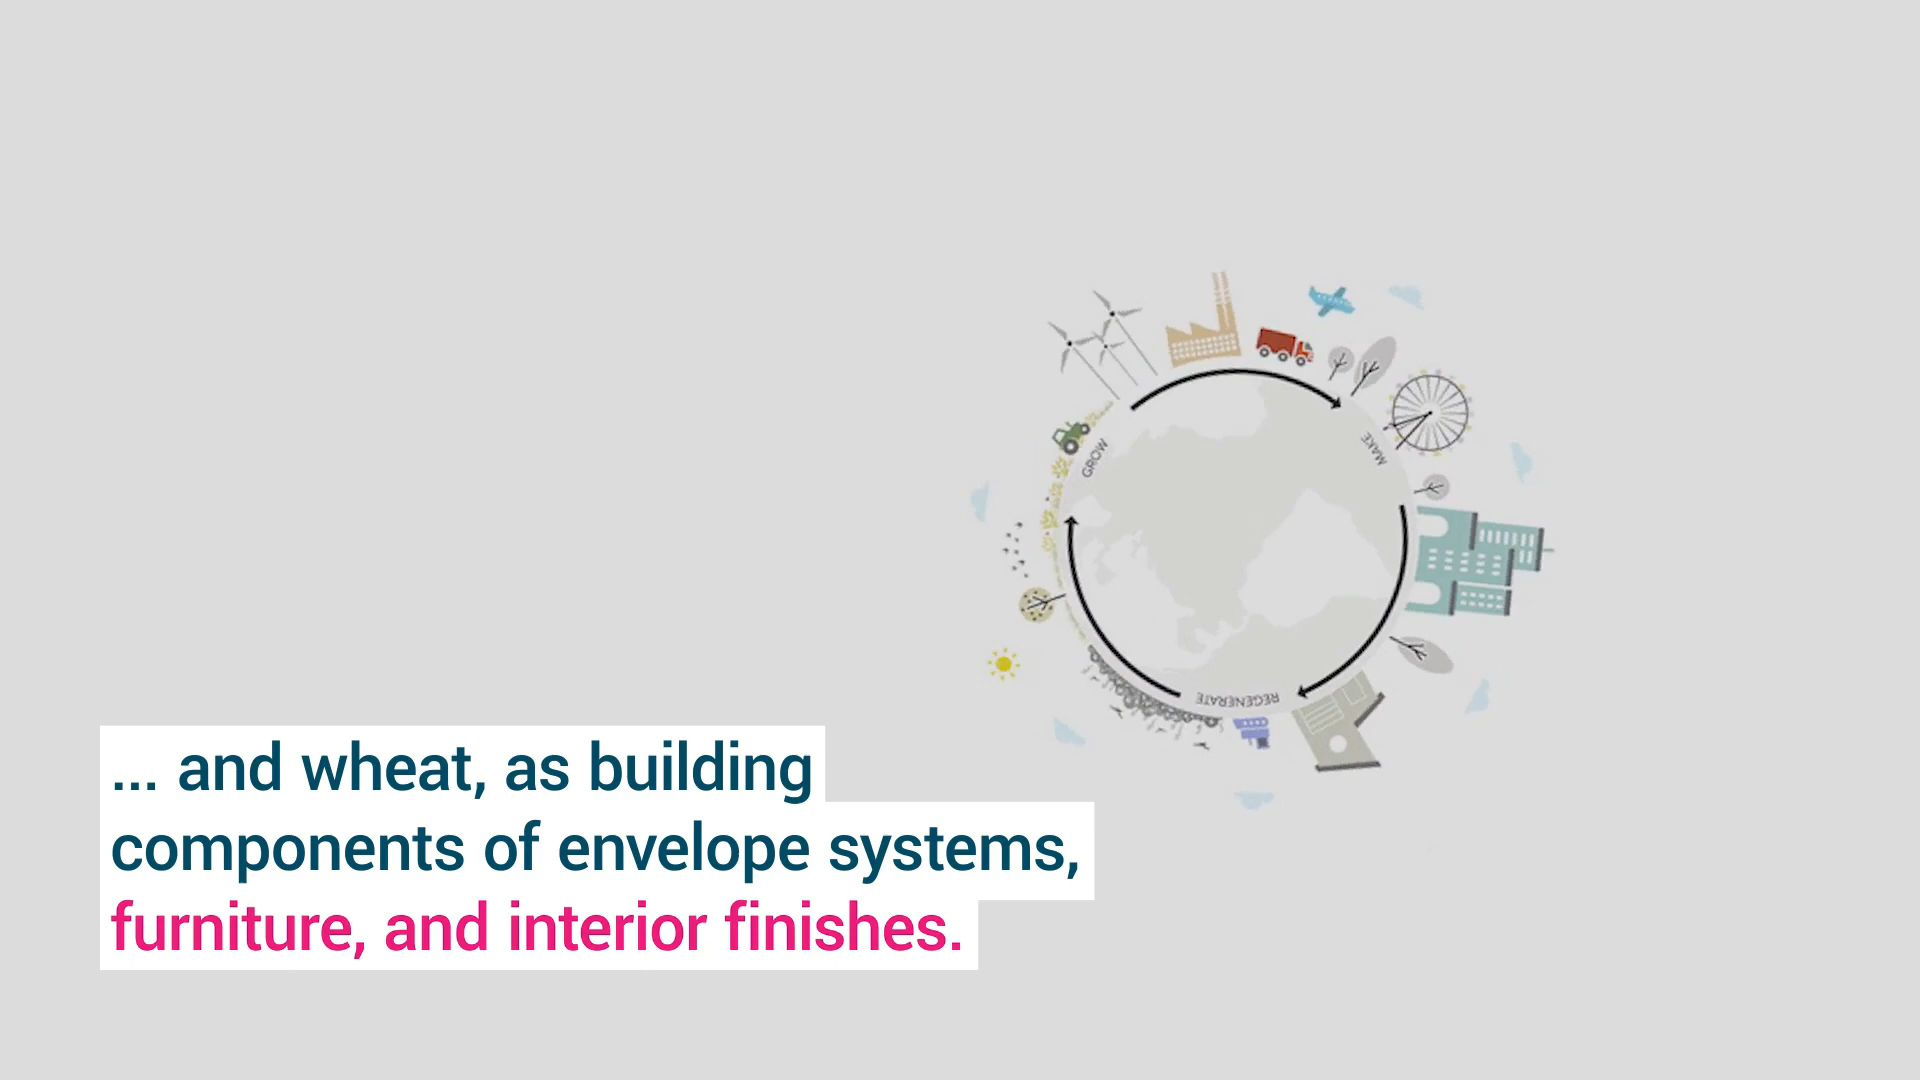 GROW
MAKE
REGENERATE
... and wheat, as building
components of envelope systems,
furniture, and interior finishes.